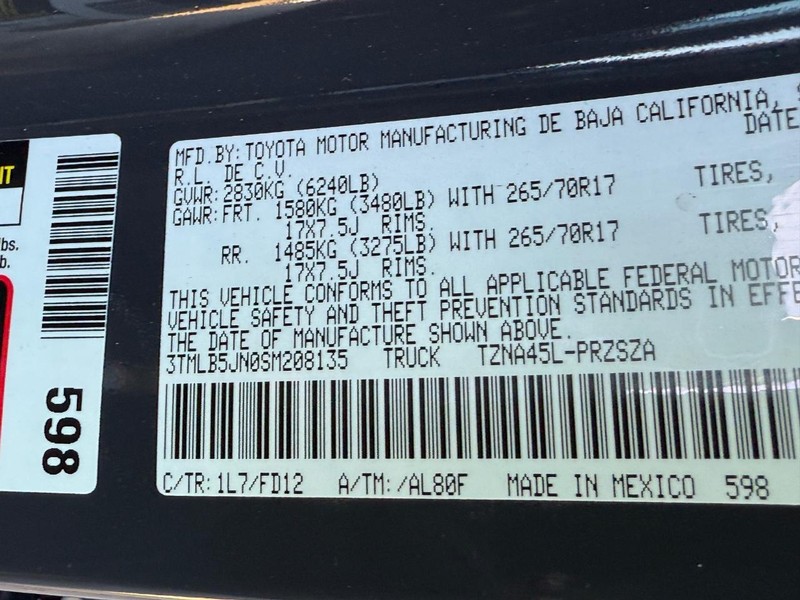 IT
lbs.
b.
598
MFD.BY:TOYOTA MOTOR MANUFACTURING DE BAJA CALIFORNIA,
R.L. DE C.V. DATE
GVWR:2830KG (6240LB)
GAWR:FRT. 1580KG (3480LB) WITH 265/70R17 TIRES,
17X7.5J RIMS.
RR. 1485KG (3275LB) WITH 265/70R17 TIRES,
17X7.5J RIMS.
THIS VEHICLE CONFORMS TO ALL APPLICABLE FEDERAL MOTOR
VEHICLE SAFETY AND THEFT PREVENTION STANDARDS IN EFFE
THE DATE OF MANUFACTURE SHOWN ABOVE.
3TMLB5JN0SM208135 TRUCK TZNA45L-PRZSZA
C/TR:1L7/FD12 A/TM:/AL80F MADE IN MEXICO 598